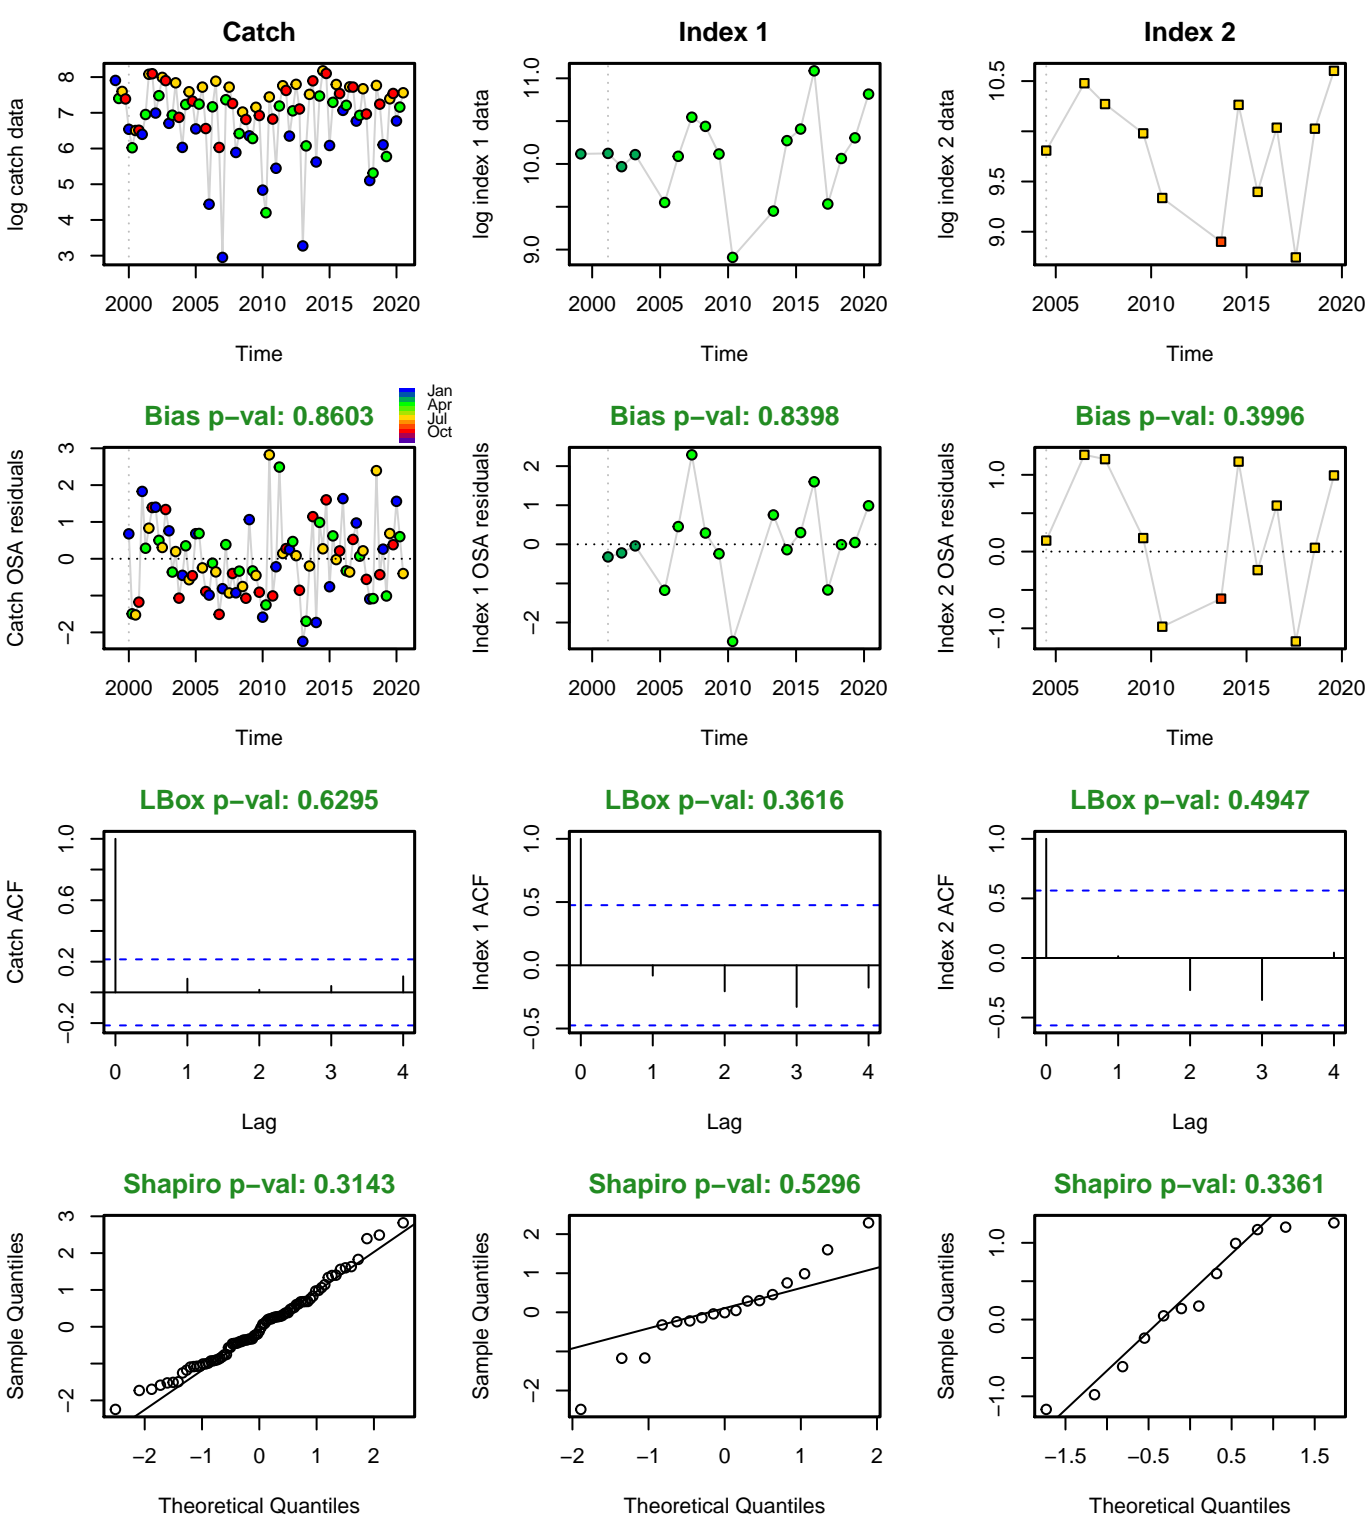 Catch
Index 1
Index 2
log catch data
3 4 5 6 7 8
2000 2005 2010 2015 2020
Time
log index 1 data
9.0 10.0 11.0
2000 2005 2010 2015 2020
Time
log index 2 data
9.0 9.5 10.5
2005 2010 2015 2020
Time
Bias p−val: 0.8603
Jan
Apr
Jul
Oct
Catch OSA residuals
−2 0 1 2 3
2000 2005 2010 2015 2020
Time
Bias p−val: 0.8398
Index 1 OSA residuals
−2 0 1 2
2000 2005 2010 2015 2020
Time
Bias p−val: 0.3996
Index 2 OSA residuals
−1.0 0.0 1.0
2005 2010 2015 2020
Time
LBox p−val: 0.6295
Catch ACF
−0.2 0.2 0.6 1.0
0 1 2 3 4
Lag
LBox p−val: 0.3616
Index 1 ACF
−0.5 0.0 0.5 1.0
0 1 2 3 4
Lag
LBox p−val: 0.4947
Index 2 ACF
−0.5 0.0 0.5 1.0
0 1 2 3 4
Lag
Shapiro p−val: 0.3143
Sample Quantiles
−2 0 1 2 3
−2 −1 0 1 2
Theoretical Quantiles
Shapiro p−val: 0.5296
Sample Quantiles
−2 0 1 2
−2 −1 0 1 2
Theoretical Quantiles
Shapiro p−val: 0.3361
Sample Quantiles
−1.0 0.0 1.0
−1.5 −0.5 0.5 1.5
Theoretical Quantiles